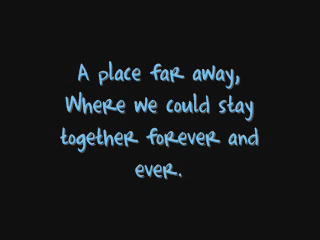 A place far away,
Where we could stay
together forever and
ever.